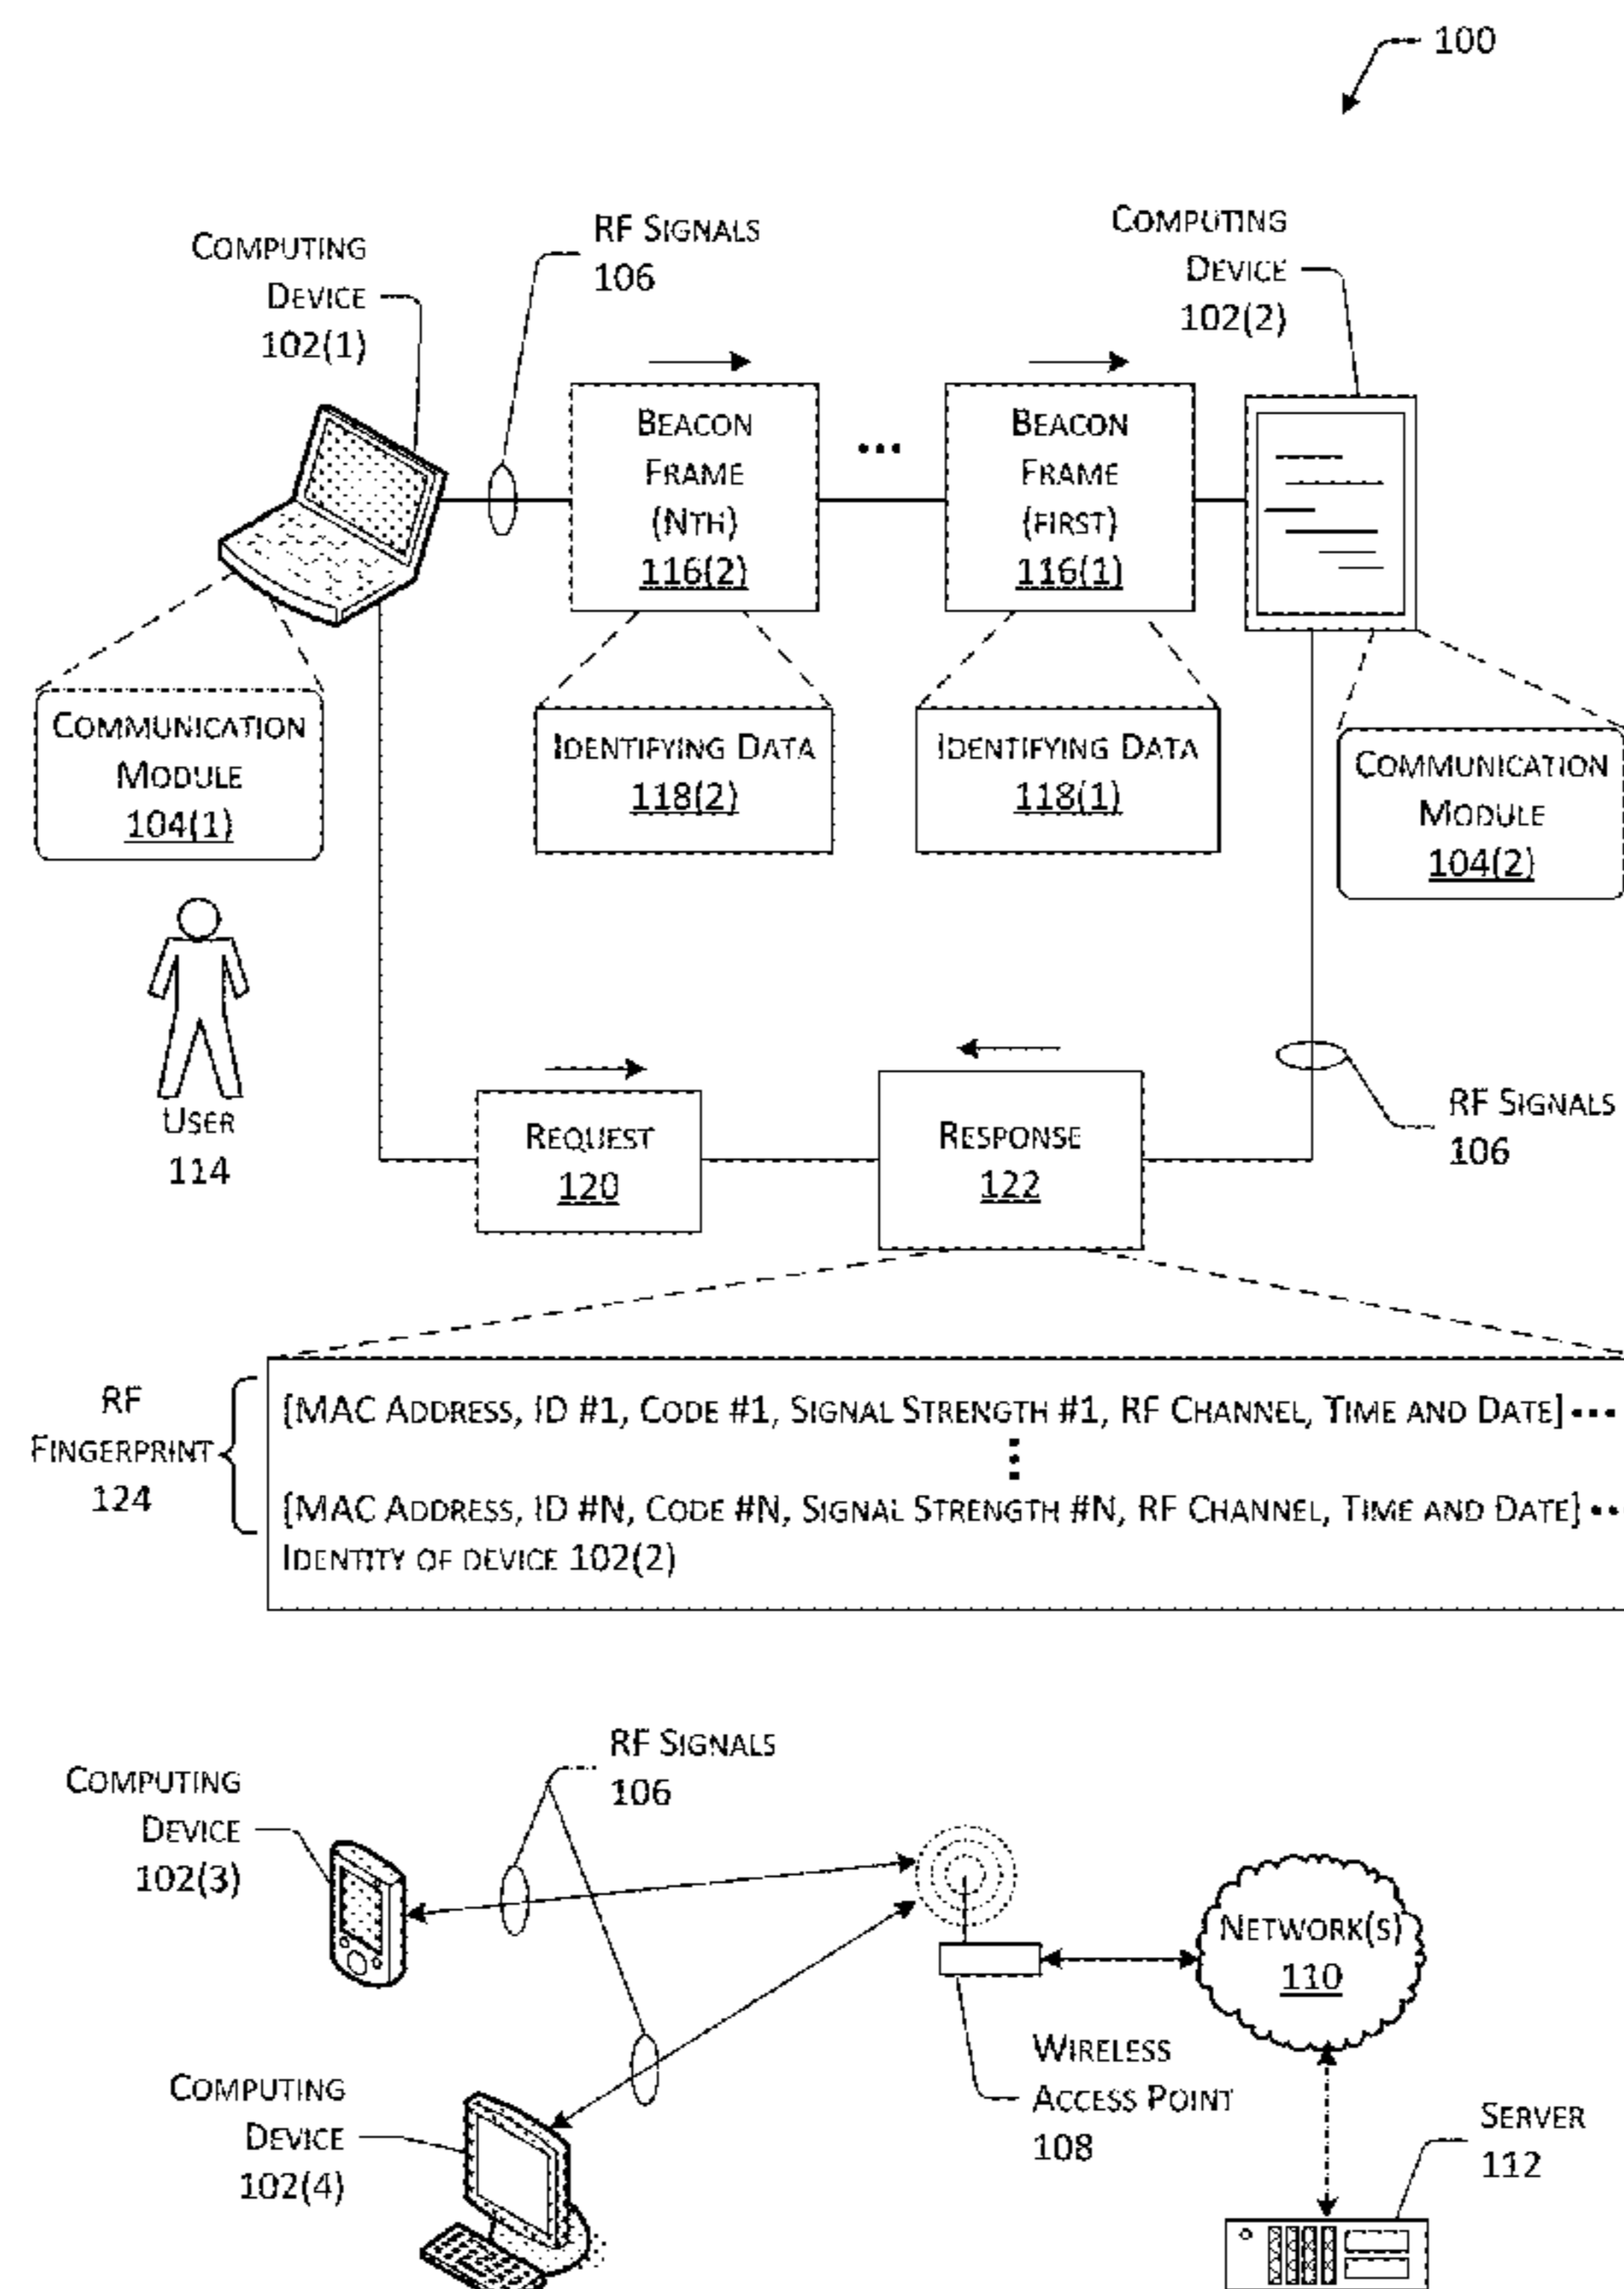 100
COMPUTING
DEVICE
102(1)
RF SIGNALS
106
COMPUTING
DEVICE
102(2)
BEACON
FRAME
(NTH)
116(2)
•••
BEACON
FRAME
(FIRST)
116(1)
COMMUNICATION
MODULE
104(1)
IDENTIFYING DATA
118(2)
IDENTIFYING DATA
118(1)
COMMUNICATION
MODULE
104(2)
USER
114
REQUEST
120
RESPONSE
122
RF SIGNALS
106
RF
FINGERPRINT
124
[MAC ADDRESS, ID #1, CODE #1, SIGNAL STRENGTH #1, RF CHANNEL, TIME AND DATE] •••
[MAC ADDRESS, ID #N, CODE #N, SIGNAL STRENGTH #N, RF CHANNEL, TIME AND DATE] ••
IDENTITY OF DEVICE 102(2)
RF SIGNALS
106
COMPUTING
DEVICE
102(3)
NETWORK(S)
110
WIRELESS
ACCESS POINT
108
COMPUTING
DEVICE
102(4)
SERVER
112